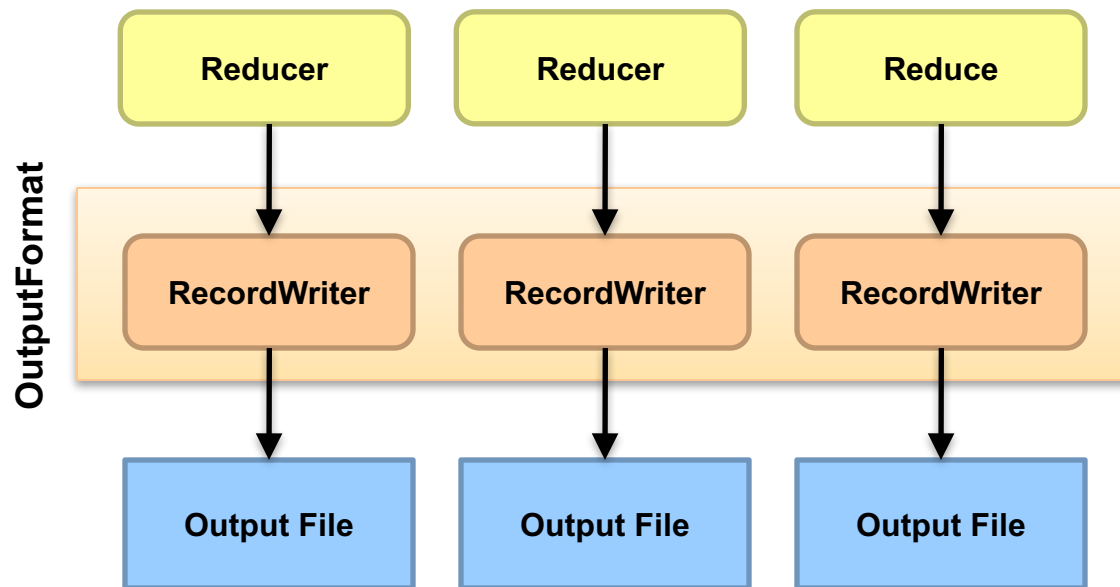 Reducer
Reducer
Reduce
OutputFormat
RecordWriter
RecordWriter
RecordWriter
Output File
Output File
Output File